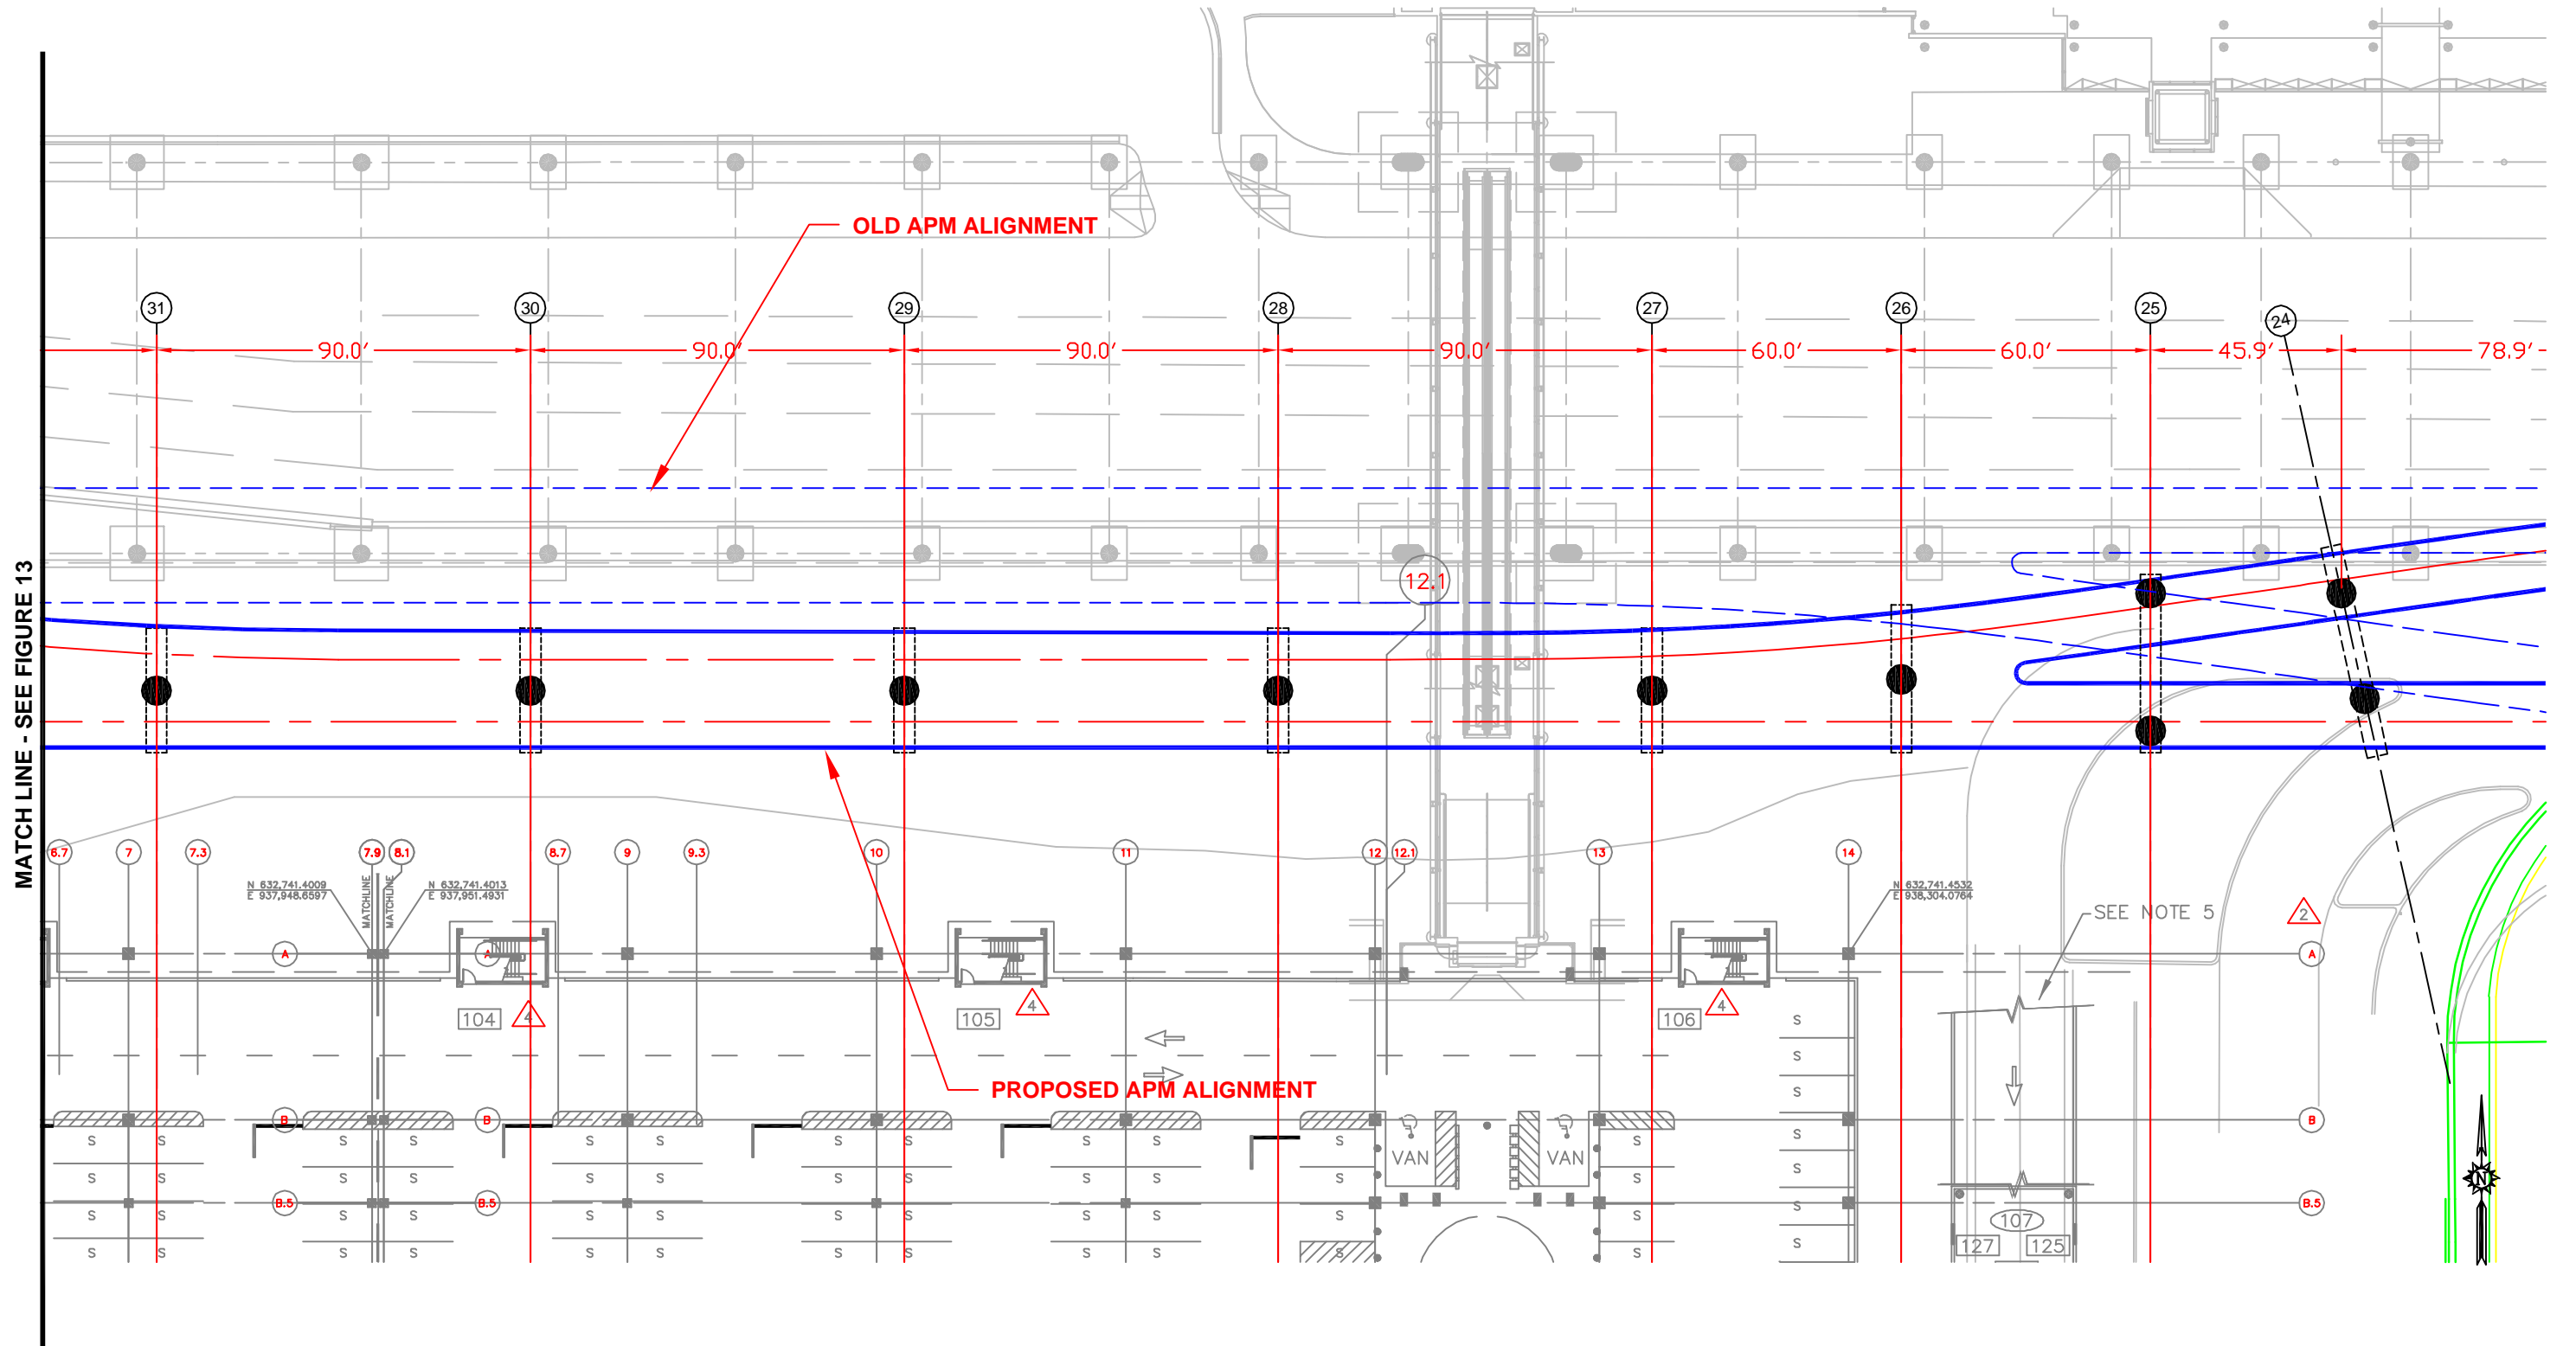 OLD APM ALIGNMENT
31 30 29 28 27 26 25 24
90.0' 90.0' 90.0' 90.0' 60.0' 60.0' 45.9' 78.9'
12.1
MATCH LINE - SEE FIGURE 13
6.7 7 7.3 7.9 8.1 8.7 9 9.3 10 11 12 12.1 13 14
N 632,741.4009
E 937,948.6597
MATCHLINE
MATCHLINE
N 632,741.4013
E 937,951.4931
N 632,741.4532
E 938,304.0764
SEE NOTE 5
2
A A A
104 4 105 4 106 4
S
S
S
PROPOSED APM ALIGNMENT
B B B
S S S S S S S S S S S S
VAN VAN
S S S S S S S S S S S S S
B.5 B.5 B.5
S S S S S S S S S S S S S
107
127 125
S S S S S S S S S S S S S
N